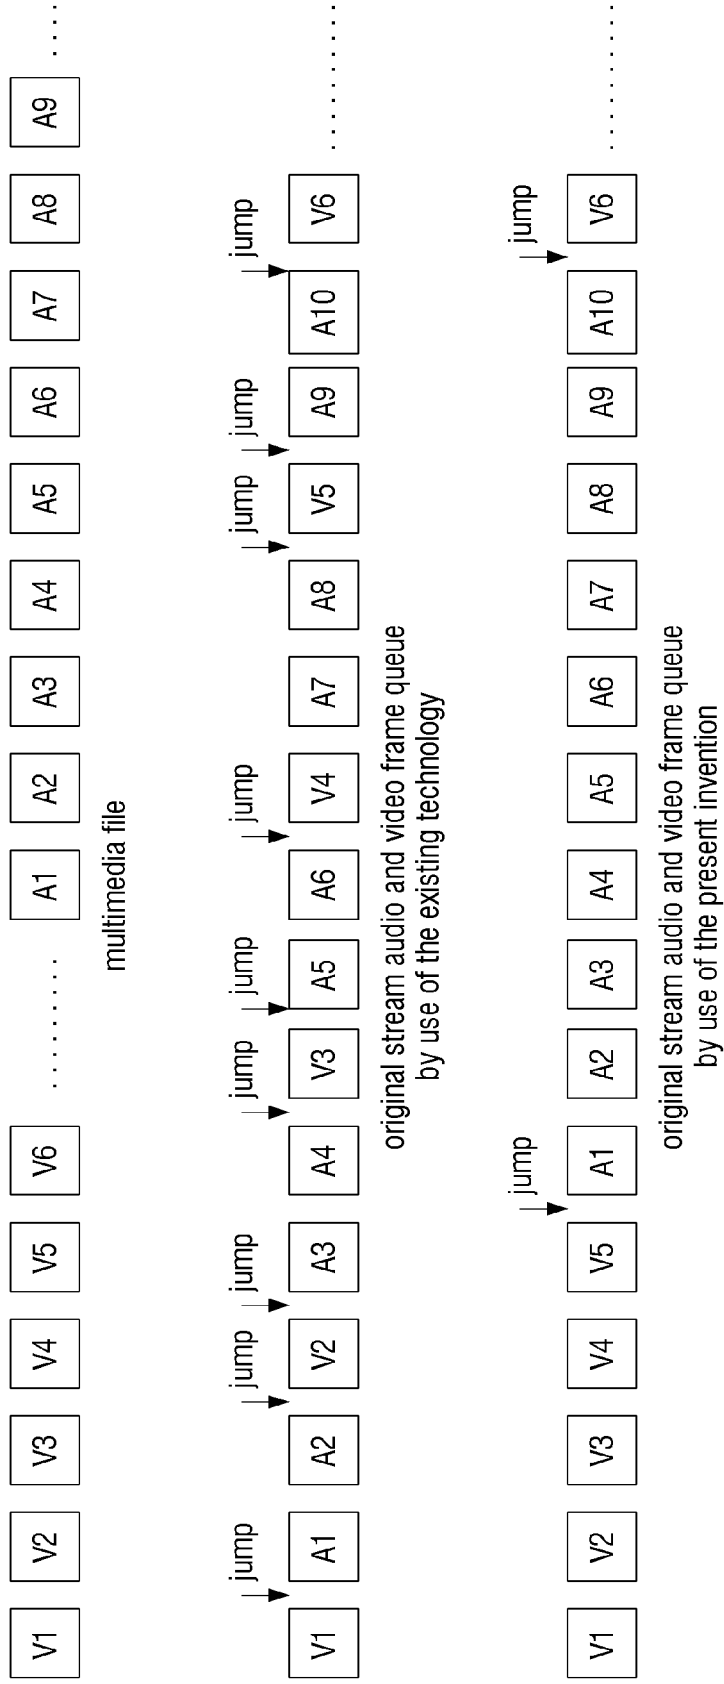 V1 V2 V3 V4 V5 V6 ......... A1 A2 A3 A4 A5 A6 A7 A8 A9 ....
multimedia file
jump jump jump jump jump jump jump jump jump
V1 A1 A2 V2 A3 A4 V3 A5 A6 V4 A7 A8 V5 A9 A10 V6 .........
original stream audio and video frame queue
by use of the existing technology
jump jump
V1 V2 V3 V4 V5 A1 A2 A3 A4 A5 A6 A7 A8 A9 A10 V6 .........
original stream audio and video frame queue
by use of the present invention